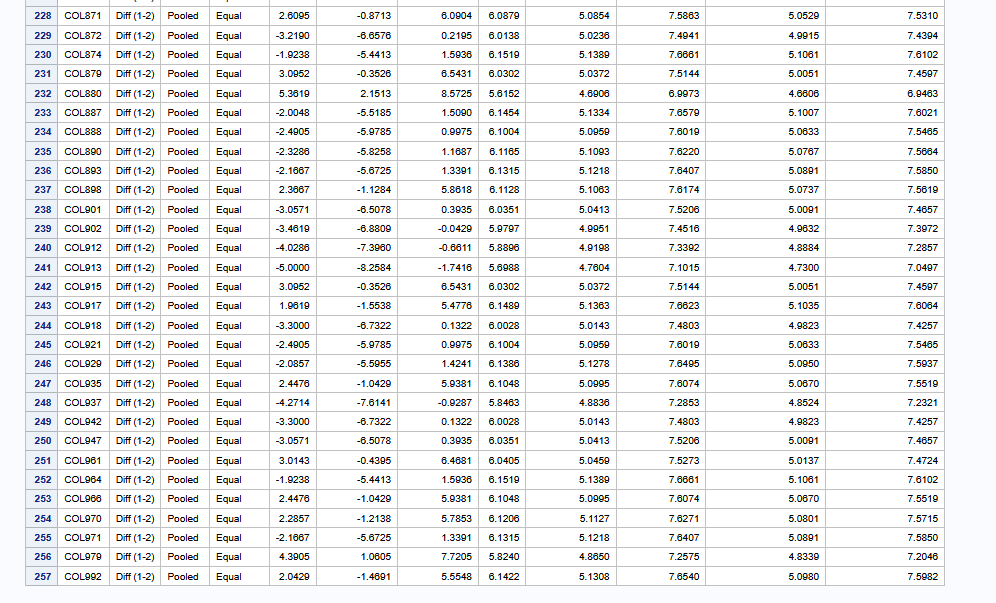 228 COL871 Diff (1-2) Pooled Equal 2.6095 -0.8713 6.0904 6.0879 5.0854 7.5863 5.0529 7.5310
229 COL872 Diff (1-2) Pooled Equal -3.2190 -6.6576 0.2195 6.0138 5.0236 7.4941 4.9915 7.4394
230 COL874 Diff (1-2) Pooled Equal -1.9238 -5.4413 1.5936 6.1519 5.1389 7.6661 5.1061 7.6102
231 COL879 Diff (1-2) Pooled Equal 3.0952 -0.3526 6.5431 6.0302 5.0372 7.5144 5.0051 7.4597
232 COL880 Diff (1-2) Pooled Equal 5.3619 2.1513 8.5725 5.6152 4.6906 6.9973 4.6606 6.9463
233 COL887 Diff (1-2) Pooled Equal -2.0048 -5.5185 1.5090 6.1454 5.1334 7.6579 5.1007 7.6021
234 COL888 Diff (1-2) Pooled Equal -2.4905 -5.9785 0.9975 6.1004 5.0959 7.6019 5.0633 7.5465
235 COL890 Diff (1-2) Pooled Equal -2.3286 -5.8258 1.1687 6.1165 5.1093 7.6220 5.0767 7.5664
236 COL893 Diff (1-2) Pooled Equal -2.1667 -5.6725 1.3391 6.1315 5.1218 7.6407 5.0891 7.5850
237 COL898 Diff (1-2) Pooled Equal 2.3667 -1.1284 5.8618 6.1128 5.1063 7.6174 5.0737 7.5619
238 COL901 Diff (1-2) Pooled Equal -3.0571 -6.5078 0.3935 6.0351 5.0413 7.5206 5.0091 7.4657
239 COL902 Diff (1-2) Pooled Equal -3.4619 -6.8809 -0.0429 5.9797 4.9951 7.4516 4.9632 7.3972
240 COL912 Diff (1-2) Pooled Equal -4.0286 -7.3960 -0.6611 5.8896 4.9198 7.3392 4.8884 7.2857
241 COL913 Diff (1-2) Pooled Equal -5.0000 -8.2584 -1.7416 5.6988 4.7604 7.1015 4.7300 7.0497
242 COL915 Diff (1-2) Pooled Equal 3.0952 -0.3526 6.5431 6.0302 5.0372 7.5144 5.0051 7.4597
243 COL917 Diff (1-2) Pooled Equal 1.9619 -1.5538 5.4776 6.1489 5.1363 7.6623 5.1035 7.6064
244 COL918 Diff (1-2) Pooled Equal -3.3000 -6.7322 0.1322 6.0028 5.0143 7.4803 4.9823 7.4257
245 COL921 Diff (1-2) Pooled Equal -2.4905 -5.9785 0.9975 6.1004 5.0959 7.6019 5.0633 7.5465
246 COL929 Diff (1-2) Pooled Equal -2.0857 -5.5955 1.4241 6.1386 5.1278 7.6495 5.0950 7.5937
247 COL935 Diff (1-2) Pooled Equal 2.4476 -1.0429 5.9381 6.1048 5.0995 7.6074 5.0670 7.5519
248 COL937 Diff (1-2) Pooled Equal -4.2714 -7.6141 -0.9287 5.8463 4.8836 7.2853 4.8524 7.2321
249 COL942 Diff (1-2) Pooled Equal -3.3000 -6.7322 0.1322 6.0028 5.0143 7.4803 4.9823 7.4257
250 COL947 Diff (1-2) Pooled Equal -3.0571 -6.5078 0.3935 6.0351 5.0413 7.5206 5.0091 7.4657
251 COL961 Diff (1-2) Pooled Equal 3.0143 -0.4395 6.4681 6.0405 5.0459 7.5273 5.0137 7.4724
252 COL964 Diff (1-2) Pooled Equal -1.9238 -5.4413 1.5936 6.1519 5.1389 7.6661 5.1061 7.6102
253 COL966 Diff (1-2) Pooled Equal 2.4476 -1.0429 5.9381 6.1048 5.0995 7.6074 5.0670 7.5519
254 COL970 Diff (1-2) Pooled Equal 2.2857 -1.2138 5.7853 6.1206 5.1127 7.6271 5.0801 7.5715
255 COL971 Diff (1-2) Pooled Equal -2.1667 -5.6725 1.3391 6.1315 5.1218 7.6407 5.0891 7.5850
256 COL979 Diff (1-2) Pooled Equal 4.3905 1.0605 7.7205 5.8240 4.8650 7.2575 4.8339 7.2046
257 COL992 Diff (1-2) Pooled Equal 2.0429 -1.4691 5.5548 6.1422 5.1308 7.6540 5.0980 7.5982